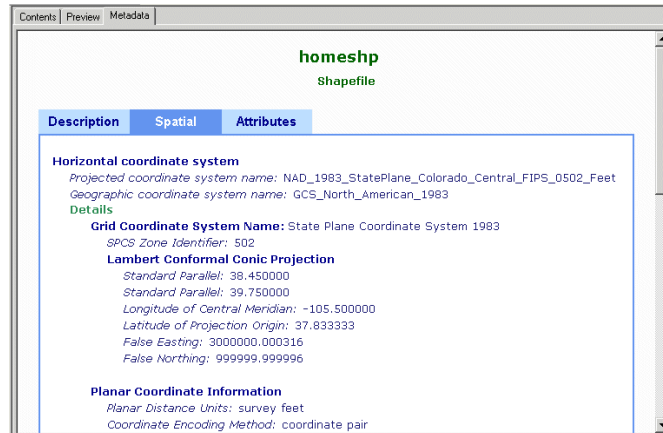 Contents Preview Metadata
homeshp
Shapefile
Description Spatial Attributes
Horizontal coordinate system
Projected coordinate system name: NAD_1983_StatePlane_Colorado_Central_FIPS_0502_Feet
Geographic coordinate system name: GCS_North_American_1983
Details
Grid Coordinate System Name: State Plane Coordinate System 1983
SPCS Zone Identifier: 502
Lambert Conformal Conic Projection
Standard Parallel: 38.450000
Standard Parallel: 39.750000
Longitude of Central Meridian: -105.500000
Latitude of Projection Origin: 37.833333
False Easting: 3000000.000316
False Northing: 999999.999996
Planar Coordinate Information
Planar Distance Units: survey feet
Coordinate Encoding Method: coordinate pair